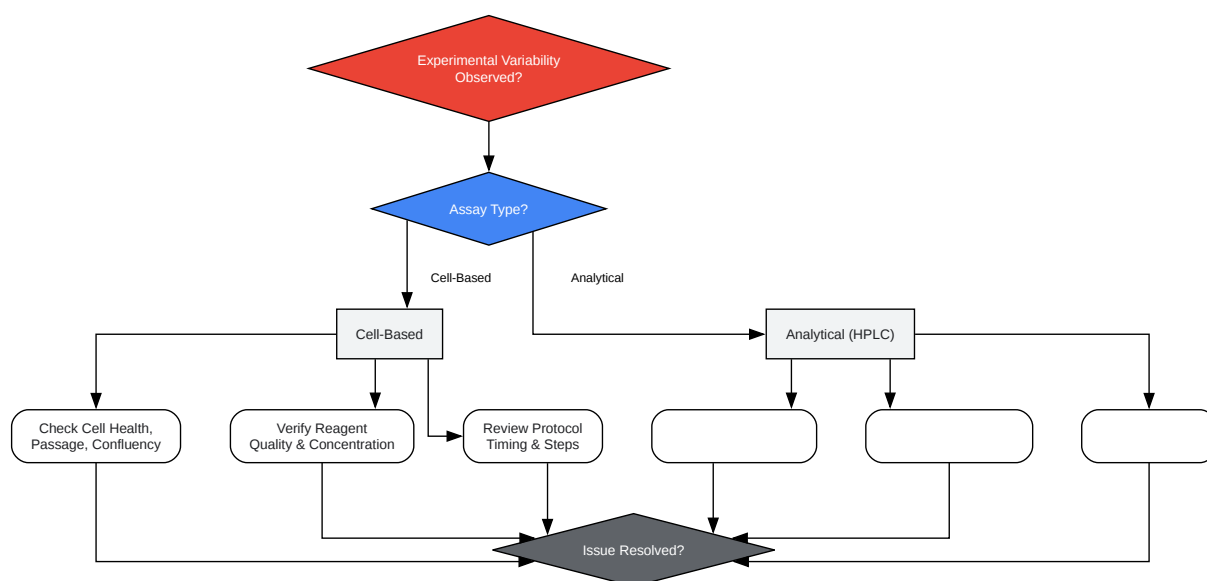 Experimental Variability
Observed?
Assay Type?
Cell-Based
Analytical
Cell-Based
Analytical (HPLC)
Check Cell Health,
Passage, Confluency
Verify Reagent
Quality & Concentration
Review Protocol
Timing & Steps
Issue Resolved?